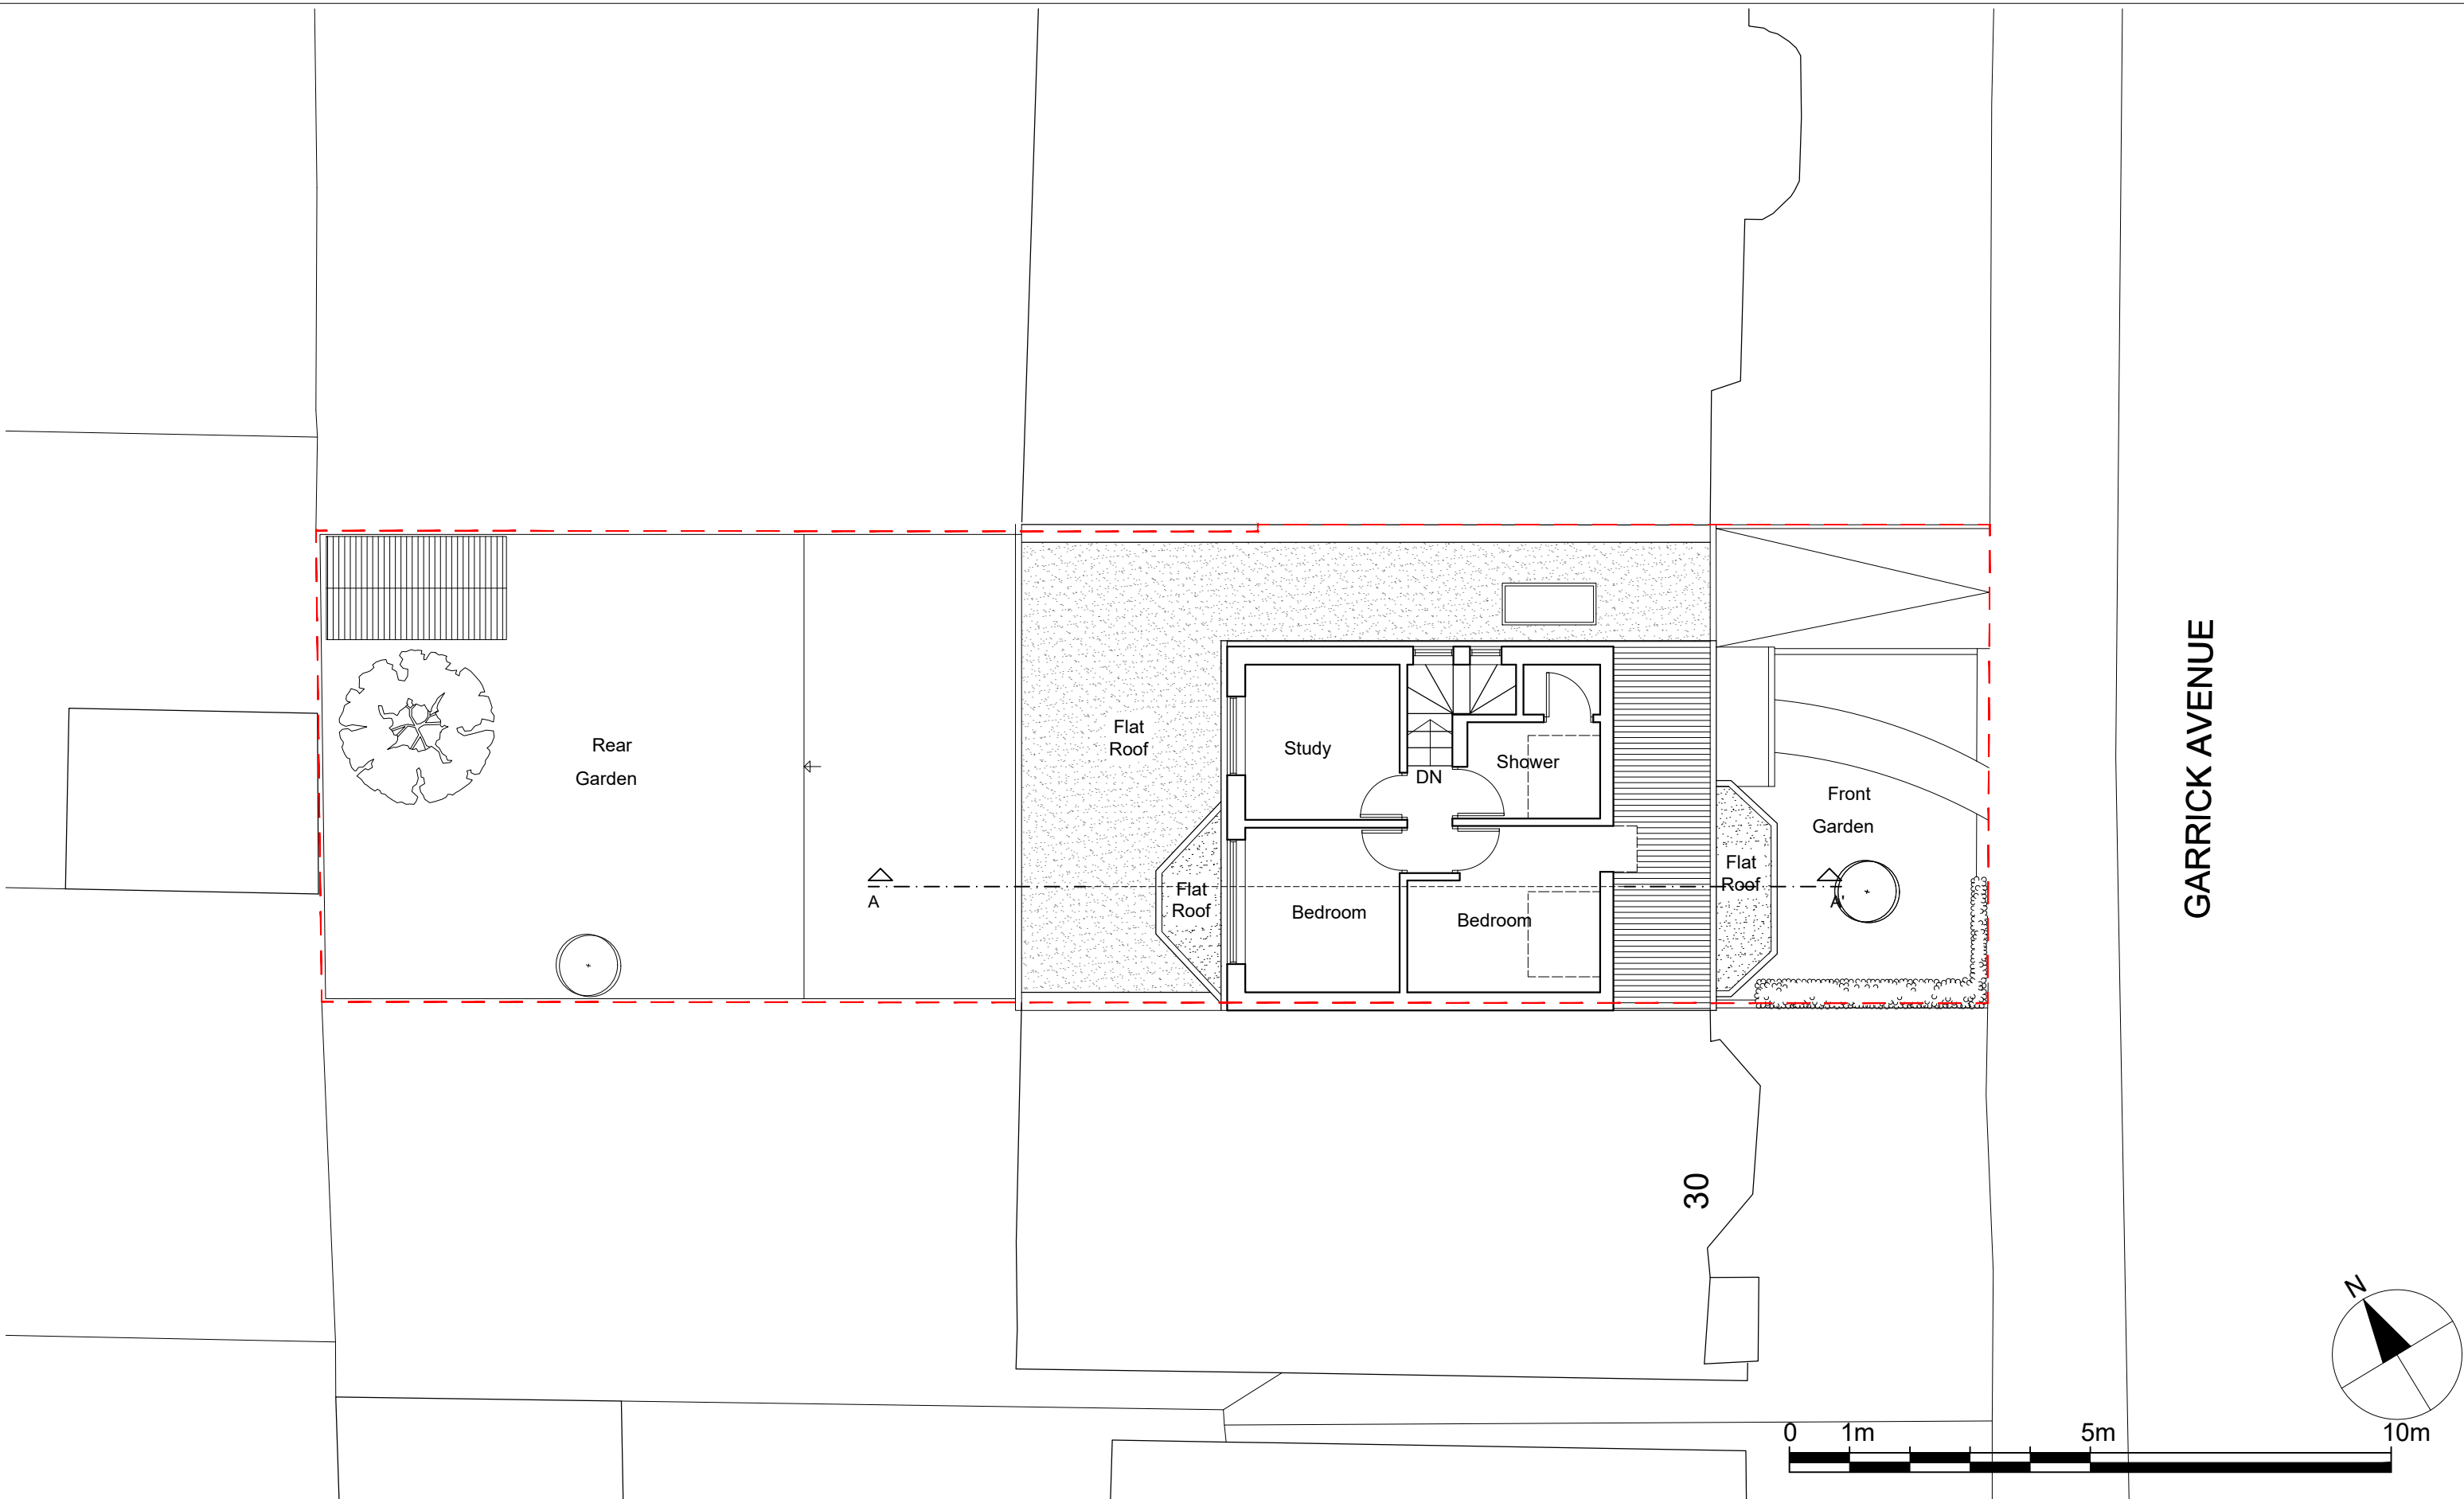 Rear
Garden
Flat
Roof
Flat
Roof
Study
DN
Shower
Bedroom
Bedroom
Flat
Roof
Front
Garden
A
A'
GARRICK AVENUE
30
N
0 1m 5m 10m